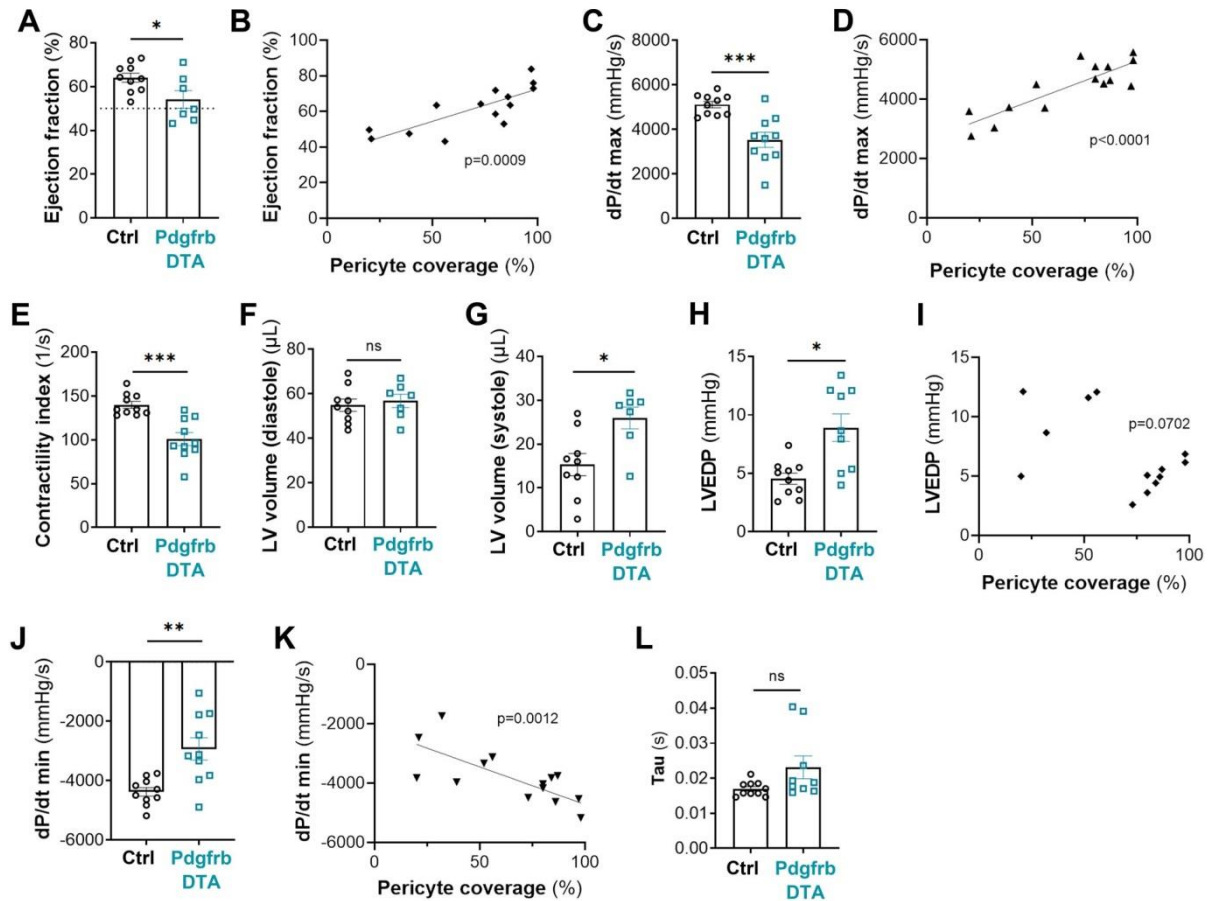 A
Ejection fraction (%)
80
60
40
20
0
*
Ctrl
Pdgfrb
DTA
B
Ejection fraction (%)
100
80
60
40
20
0
p=0.0009
0
50
100
Pericyte coverage (%)
C
dP/dt max (mmHg/s)
8000
6000
4000
2000
0
***
Ctrl
Pdgfrb
DTA
D
dP/dt max (mmHg/s)
6000
4000
2000
0
p<0.0001
0
50
100
Pericyte coverage (%)
E
Contractility index (1/s)
200
150
100
50
0
***
Ctrl
Pdgfrb
DTA
F
LV volume (diastole) (µL)
80
60
40
20
0
ns
Ctrl
Pdgfrb
DTA
G
LV volume (systole) (µL)
40
30
20
10
0
*
Ctrl
Pdgfrb
DTA
H
LVEDP (mmHg)
15
10
5
0
*
Ctrl
Pdgfrb
DTA
I
LVEDP (mmHg)
15
10
5
0
p=0.0702
0
50
100
Pericyte coverage (%)
J
dP/dt min (mmHg/s)
0
-2000
-4000
-6000
**
Ctrl
Pdgfrb
DTA
K
dP/dt min (mmHg/s)
0
-2000
-4000
-6000
p=0.0012
0
50
100
Pericyte coverage (%)
L
Tau (s)
0.05
0.04
0.03
0.02
0.01
0.00
ns
Ctrl
Pdgfrb
DTA